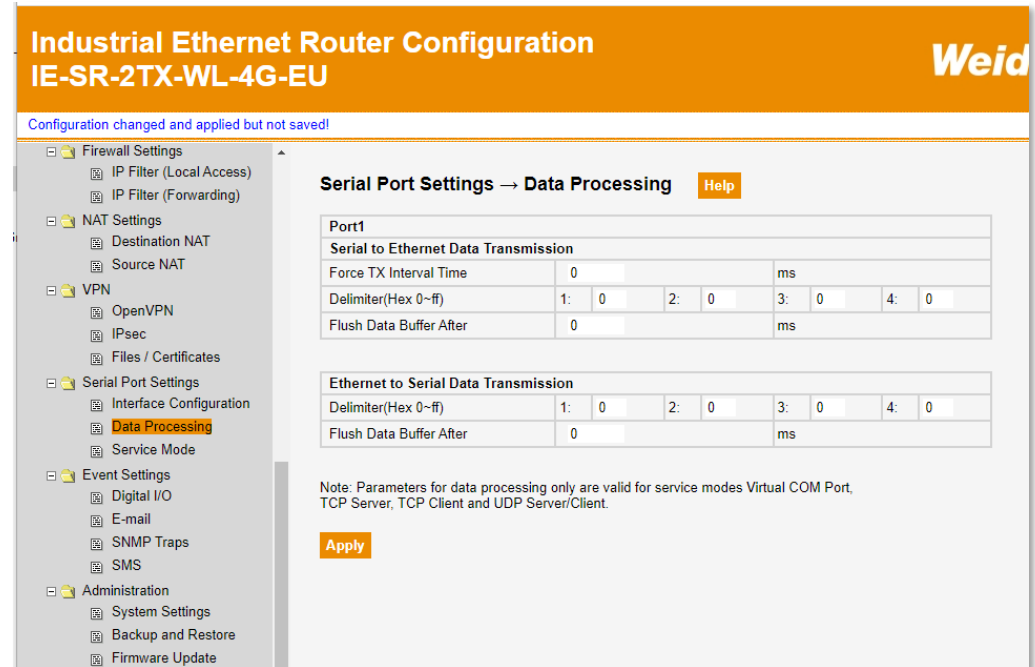 Industrial Ethernet Router Configuration
IE-SR-2TX-WL-4G-EU
Weid
Configuration changed and applied but not saved!
Firewall Settings
IP Filter (Local Access)
IP Filter (Forwarding)
NAT Settings
Destination NAT
Source NAT
VPN
OpenVPN
IPsec
Files / Certificates
Serial Port Settings
Interface Configuration
Data Processing
Service Mode
Event Settings
Digital I/O
E-mail
SNMP Traps
SMS
Administration
System Settings
Backup and Restore
Firmware Update
Serial Port Settings → Data Processing Help
Port1
Serial to Ethernet Data Transmission
Force TX Interval Time 0 ms
Delimiter(Hex 0~ff) 1: 0 2: 0 3: 0 4: 0
Flush Data Buffer After 0 ms
Ethernet to Serial Data Transmission
Delimiter(Hex 0~ff) 1: 0 2: 0 3: 0 4: 0
Flush Data Buffer After 0 ms
Note: Parameters for data processing only are valid for service modes Virtual COM Port,
TCP Server, TCP Client and UDP Server/Client.
Apply